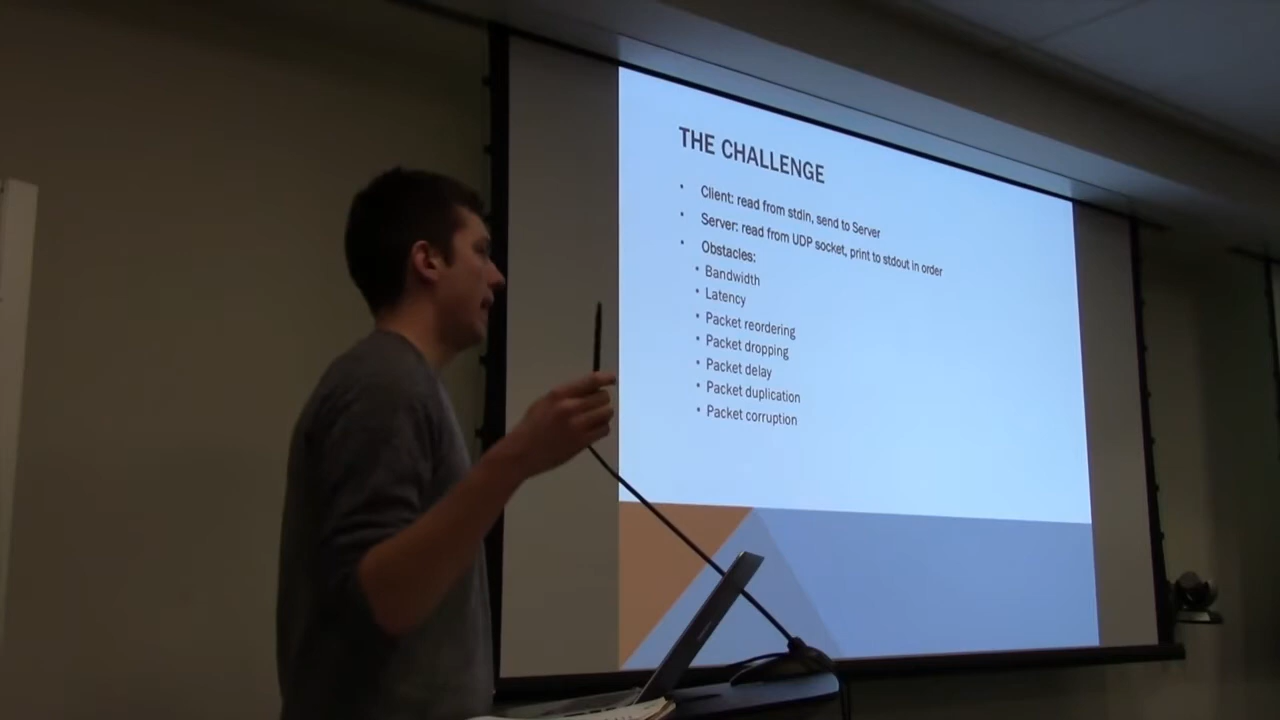 THE CHALLENGE
• Client: read from stdin, send to Server
• Server: read from UDP socket, print to stdout in order
• Obstacles:
• Bandwidth
• Latency
• Packet reordering
• Packet dropping
• Packet delay
• Packet duplication
• Packet corruption